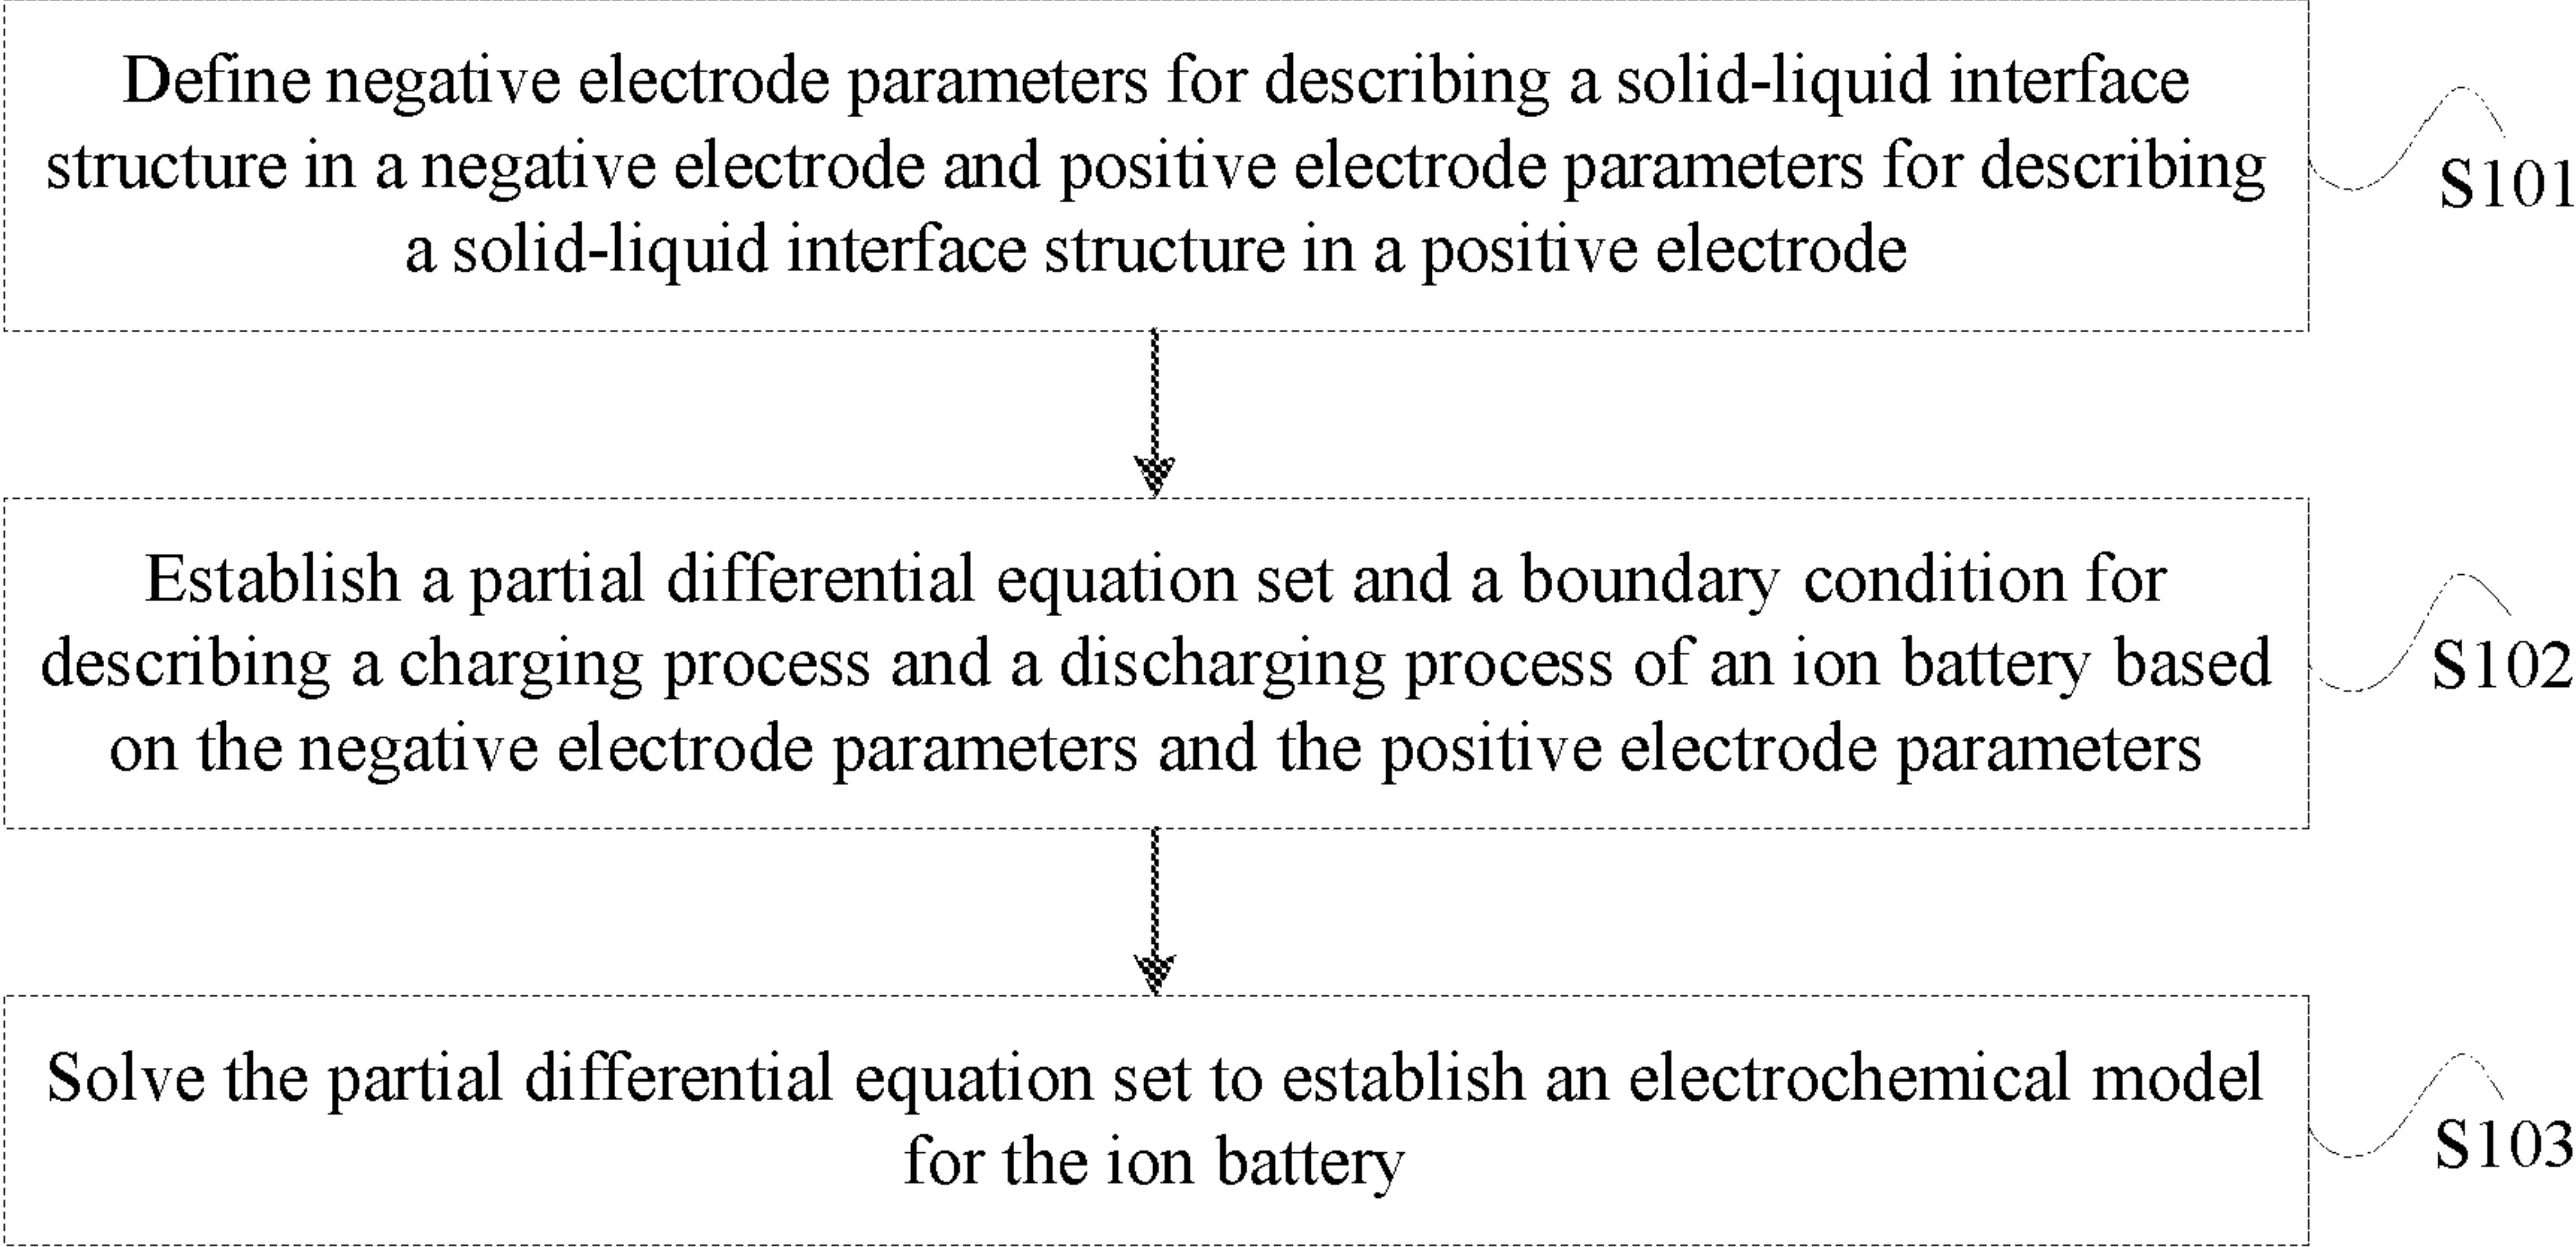 Define negative electrode parameters for describing a solid-liquid interface
structure in a negative electrode and positive electrode parameters for describing
a solid-liquid interface structure in a positive electrode
S101
Establish a partial differential equation set and a boundary condition for
describing a charging process and a discharging process of an ion battery based
on the negative electrode parameters and the positive electrode parameters
S102
Solve the partial differential equation set to establish an electrochemical model
for the ion battery
S103